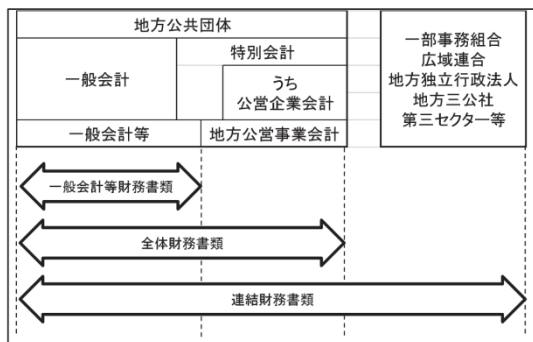 地方公共団体
一般会計
特別会計
うち
公営企業会計
一般会計等
地方公営事業会計
一部事務組合
広域連合
地方独立行政法人
地方三公社
第三セクター等
一般会計等財務書類
全体財務書類
連結財務書類